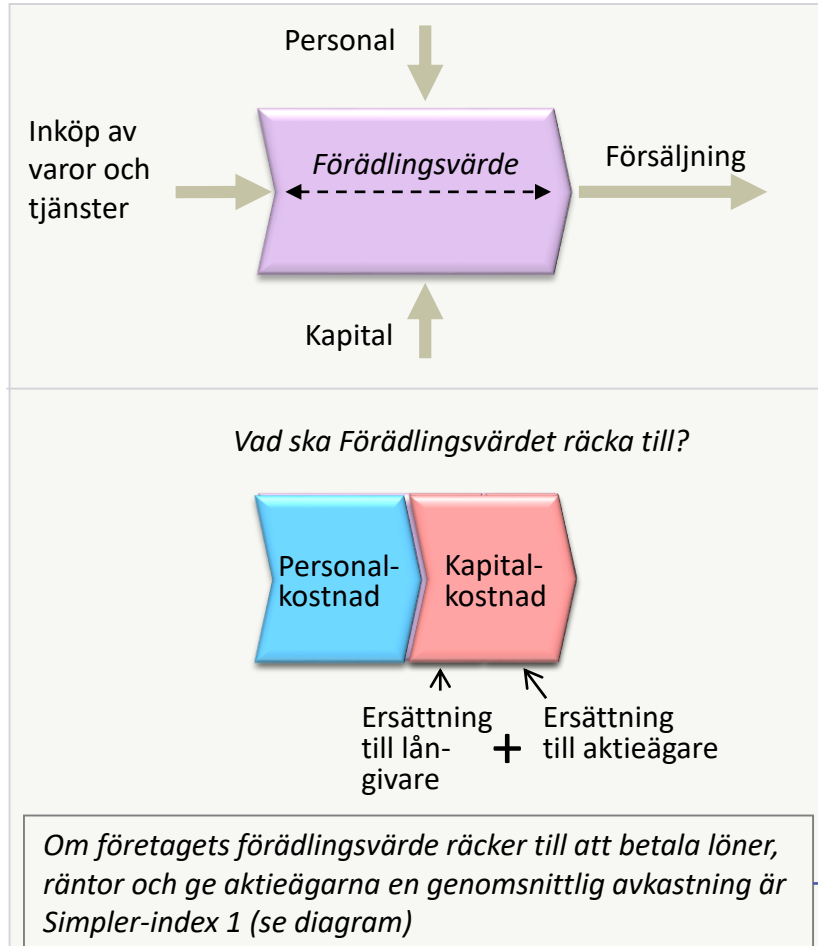 Personal
Inköp av
varor och
tjänster
Förädlingsvärde
Försäljning
Kapital
Vad ska Förädlingsvärdet räcka till?
Personal-
kostnad
Kapital-
kostnad
Ersättning
till lån-
givare
+
Ersättning
till aktieägare
Om företagets förädlingsvärde räcker till att betala löner,
räntor och ge aktieägarna en genomsnittlig avkastning är
Simpler-index 1 (se diagram)